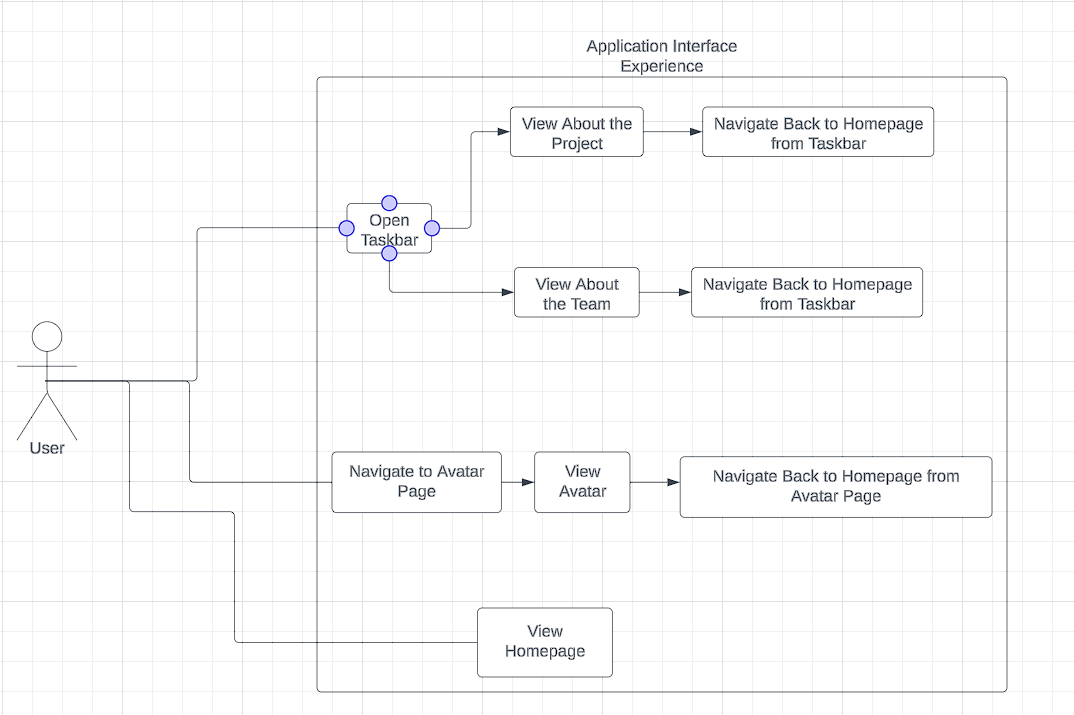 Application Interface
Experience
View About the
Project
Navigate Back to Homepage
from Taskbar
Open
Taskbar
View About
the Team
Navigate Back to Homepage
from Taskbar
User
Navigate to Avatar
Page
View
Avatar
Navigate Back to Homepage from
Avatar Page
View
Homepage